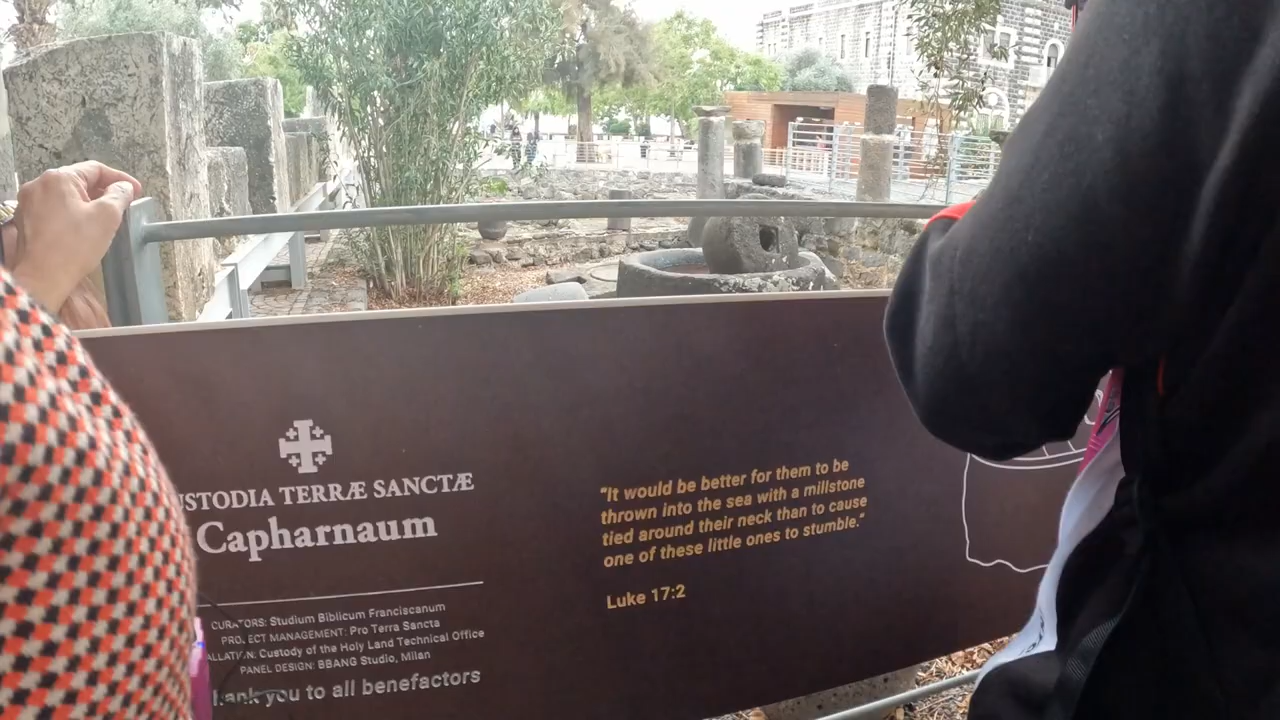 USTODIA TERRÆ SANCTÆ
Capharnaum
CURATORS: Studium Biblicum Franciscanum
PROJECT MANAGEMENT: Pro Terra Sancta
Custody of the Holy Land Technical Office
PANEL DESIGN: BBANG Studio, Milan
hank you to all benefactors
"It would be better for them to be
thrown into the sea with a millstone
tied around their neck than to cause
one of these little ones to stumble."
Luke 17:2